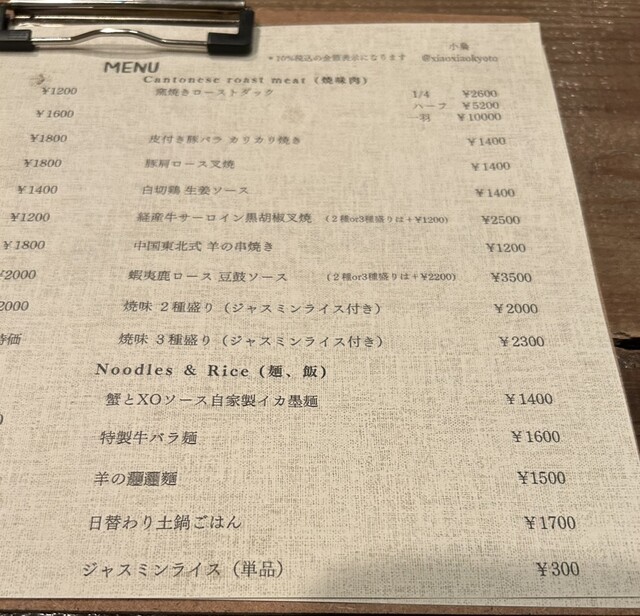 小梟
MENU
*10%税込の金額表示になります @xiaoxiaokyoto
¥1200
¥1600
¥1800
¥1800
¥1400
¥1200
¥1800
¥2000
2000
時価
Cantonese roast meat (焼味肉)
窯焼きローストダック 1/4 ¥2600
ハーフ ¥5200
一羽 ¥10000
皮付き豚バラ カリカリ焼き ¥1400
豚肩ロース叉焼 ¥1400
白切鶏 生姜ソース ¥1400
経産牛サーロイン黒胡椒叉焼 (2種or3種盛りは+¥1200) ¥2500
中国東北式 羊の串焼き ¥1200
蝦夷鹿ロース 豆鼓ソース (2種or3種盛りは+¥2200) ¥3500
焼味 2種盛り(ジャスミンライス付き) ¥2000
焼味 3種盛り(ジャスミンライス付き) ¥2300
Noodles & Rice (麺、飯)
蟹とXOソース自家製イカ墨麺 ¥1400
特製牛バラ麺 ¥1600
羊の ¥1500
日替わり土鍋ごはん ¥1700
ジャスミンライス(単品) ¥300